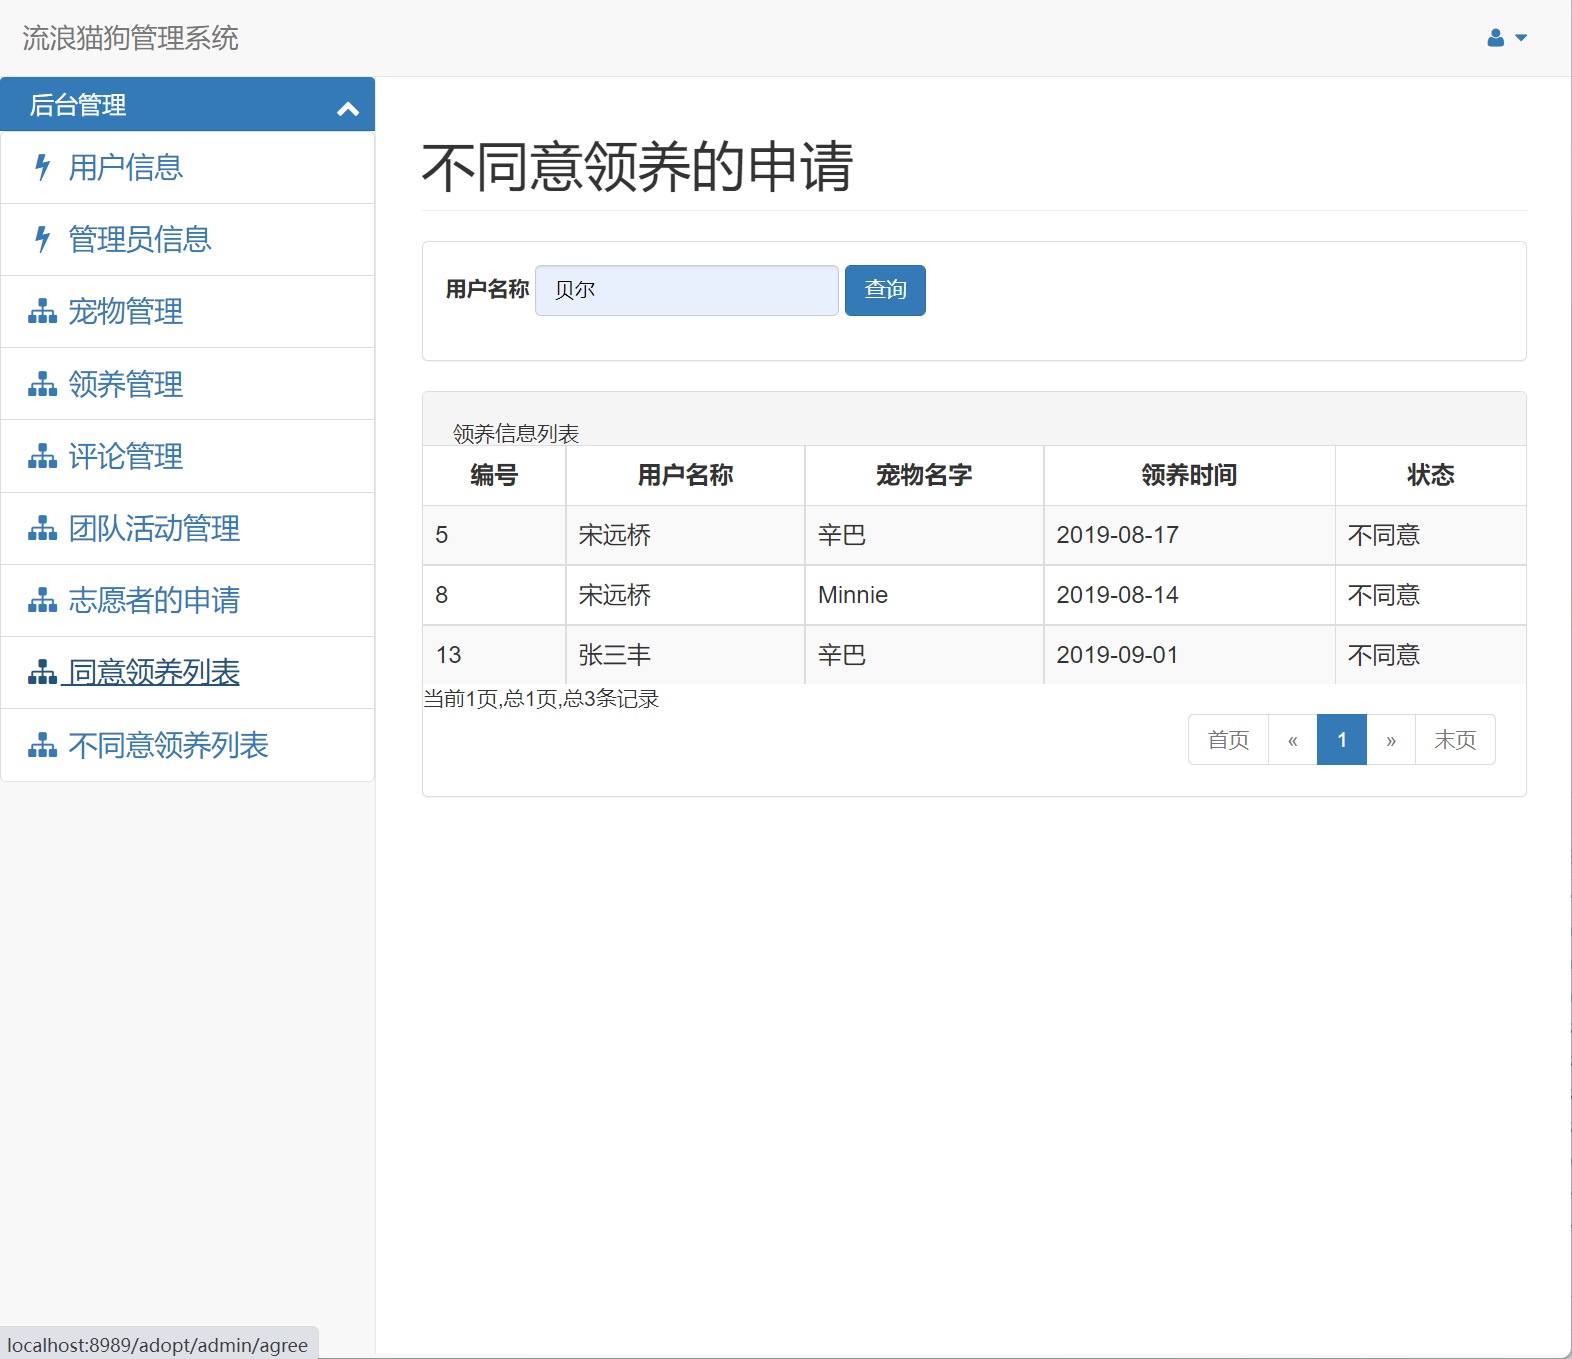 流浪猫狗管理系统
后台管理
用户信息
管理员信息
宠物管理
领养管理
评论管理
团队活动管理
志愿者的申请
同意领养列表
不同意领养列表
不同意领养的申请
用户名称 贝尔 查询
领养信息列表
编号 用户名称 宠物名字 领养时间 状态
5 宋远桥 辛巴 2019-08-17 不同意
8 宋远桥 Minnie 2019-08-14 不同意
13 张三丰 辛巴 2019-09-01 不同意
当前1页,总1页,总3条记录
首页 « 1 » 末页
localhost:8989/adopt/admin/agree